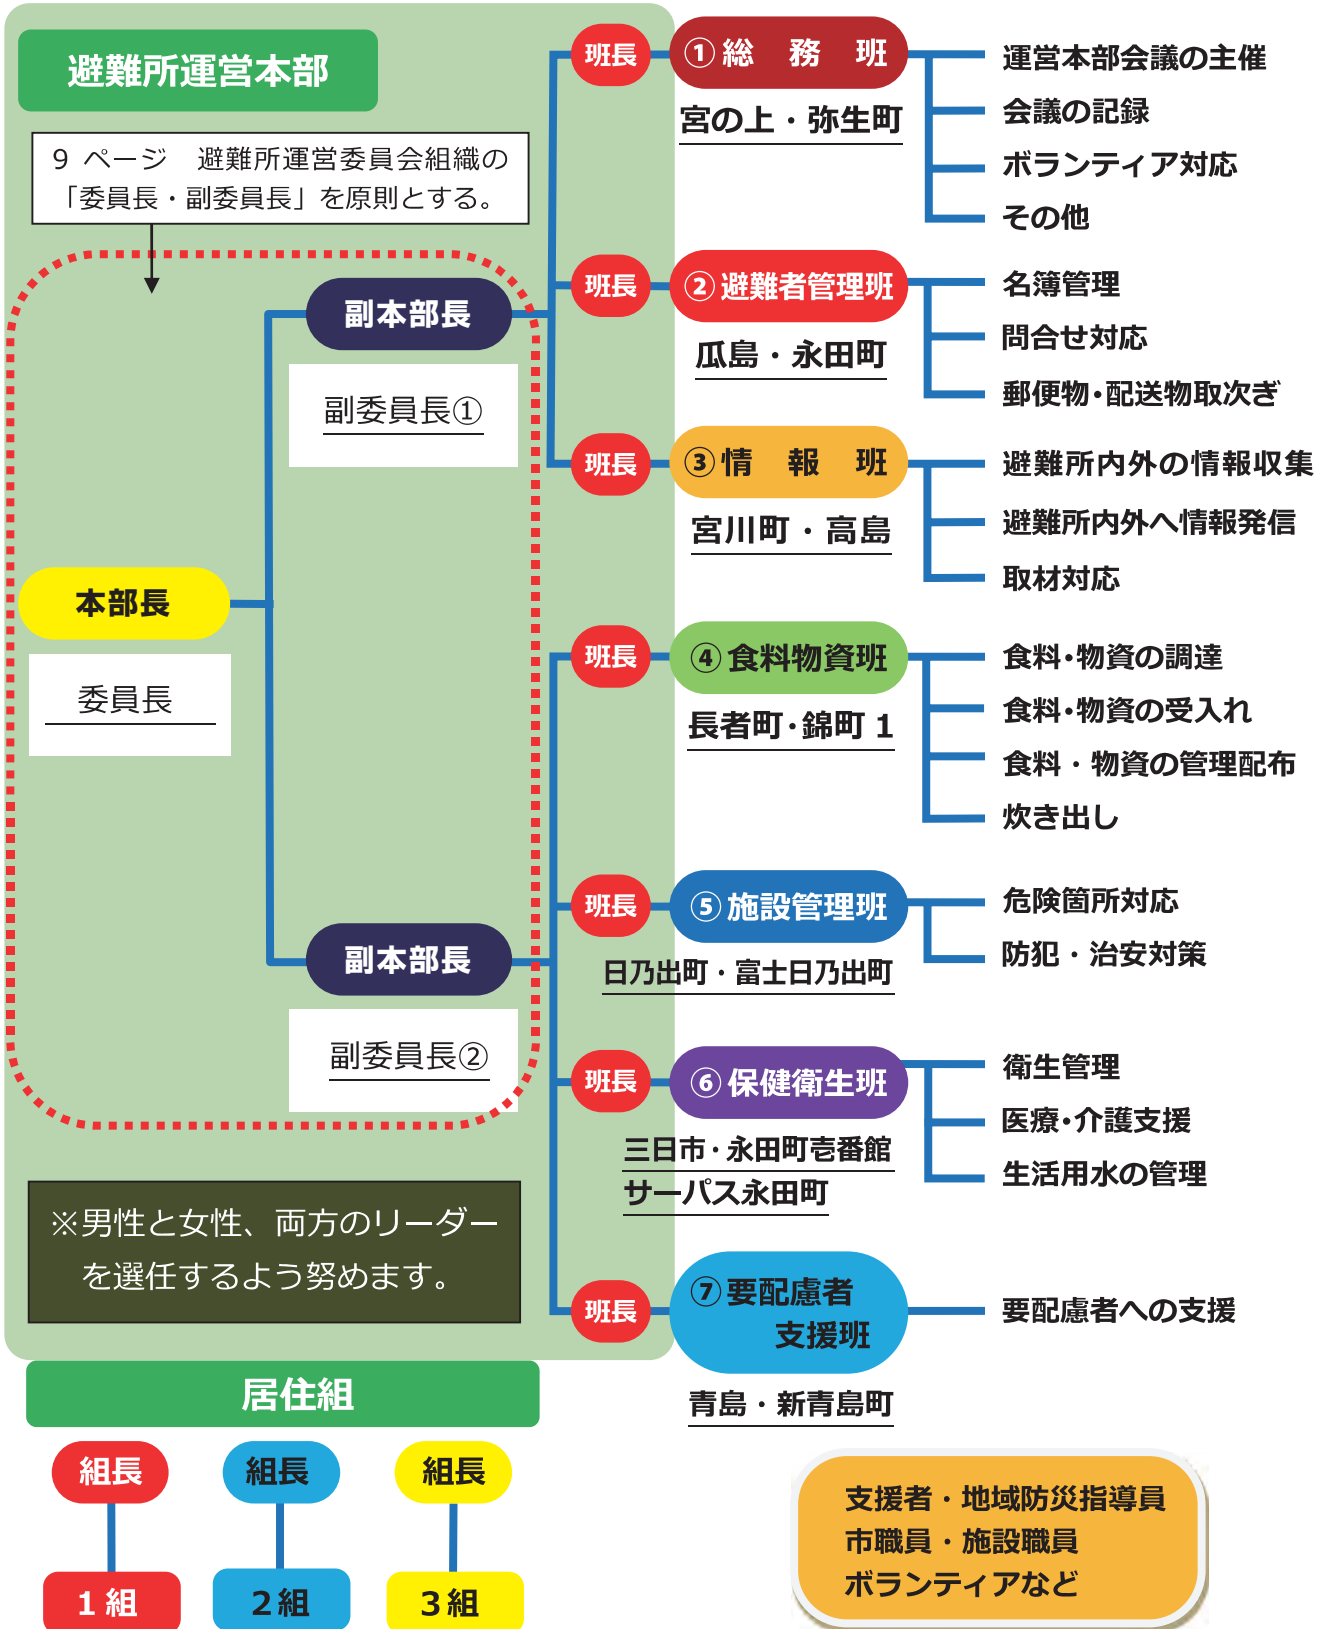 避難所運営本部
9 ページ　避難所運営委員会組織の
「委員長・副委員長」を原則とする。
本部長
委員長
副本部長
副委員長①
副本部長
副委員長②
班長
①総　務　班
宮の上・弥生町
運営本部会議の主催
会議の記録
ボランティア対応
その他
班長
②避難者管理班
瓜島・永田町
名簿管理
問合せ対応
郵便物・配送物取次ぎ
班長
③情　報　班
宮川町・高島
避難所内外の情報収集
避難所内外へ情報発信
取材対応
班長
④食料物資班
長者町・錦町 1
食料・物資の調達
食料・物資の受入れ
食料・物資の管理配布
炊き出し
班長
⑤施設管理班
日乃出町・富士日乃出町
危険箇所対応
防犯・治安対策
班長
⑥保健衛生班
三日市・永田町壱番館
サーパス永田町
衛生管理
医療・介護支援
生活用水の管理
班長
⑦要配慮者
支援班
青島・新青島町
要配慮者への支援
※男性と女性、両方のリーダー
を選任するよう努めます。
居住組
組長
組長
組長
1 組
2 組
3 組
支援者・地域防災指導員
市職員・施設職員
ボランティアなど